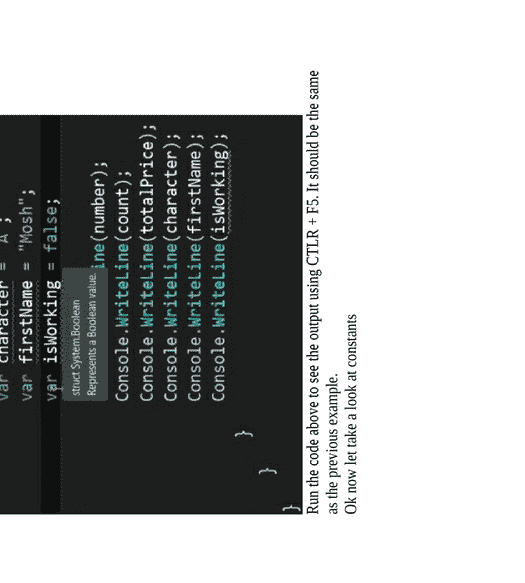 var character = 'A';
var firstName = "Mosh";
var isWorking = false;
struct System.Boolean
Represents a Boolean value.
ine(number);
Console.WriteLine(count);
Console.WriteLine(totalPrice);
Console.WriteLine(character);
Console.WriteLine(firstName);
Console.WriteLine(isWorking);
}
}
}
Run the code above to see the output using CTLR + F5. It should be the same
as the previous example.
Ok now let take a look at constants